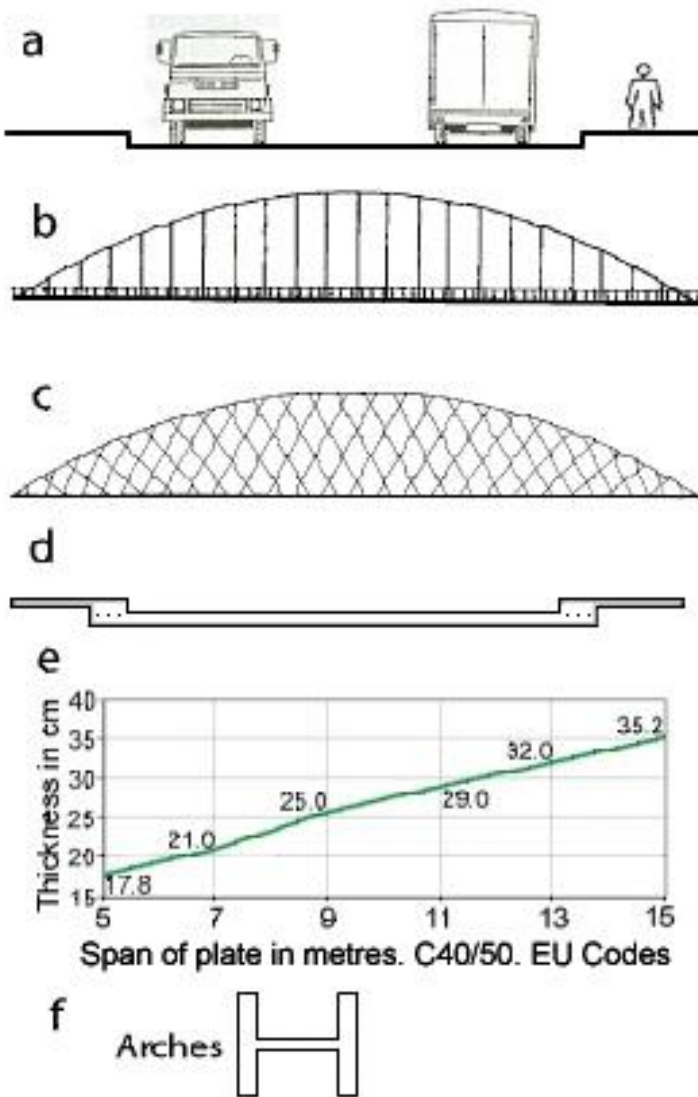 a
b
c
d
e
Thickness in cm
40
35
30
25
20
15
17.8
21.0
25.0
29.0
32.0
35.2
5 7 9 11 13 15
Span of plate in metres. C40/50. EU Codes
f
Arches